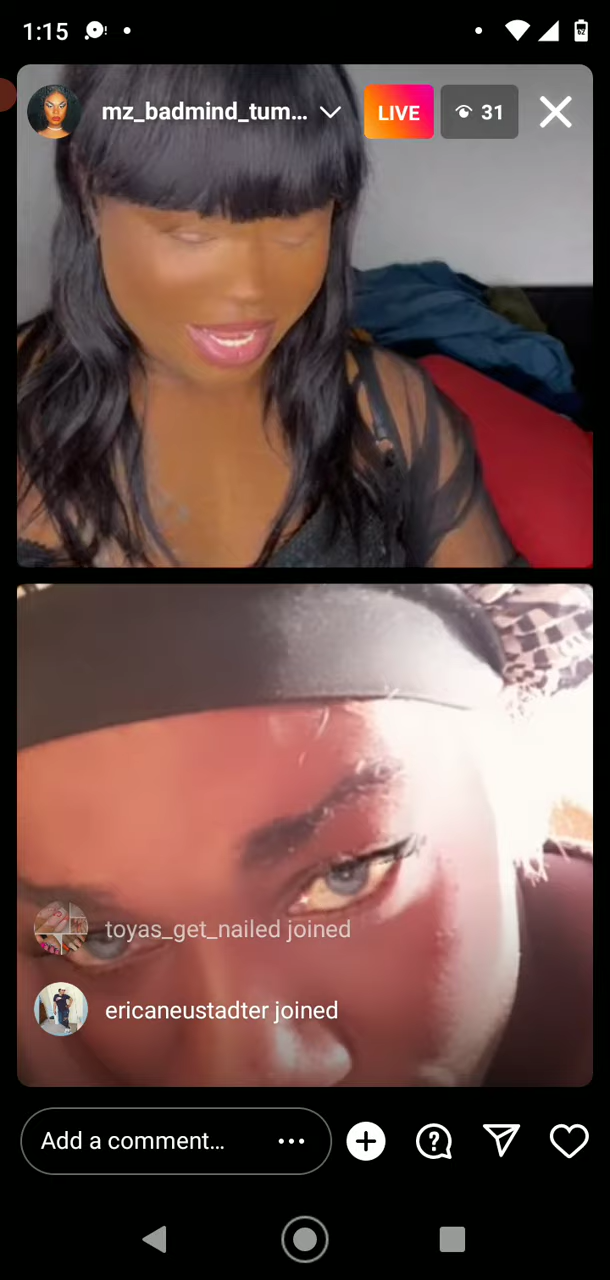 1:15
mz_badmind_tum...
LIVE
31
toyas_get_nailed joined
ericaneustadter joined
Add a comment...